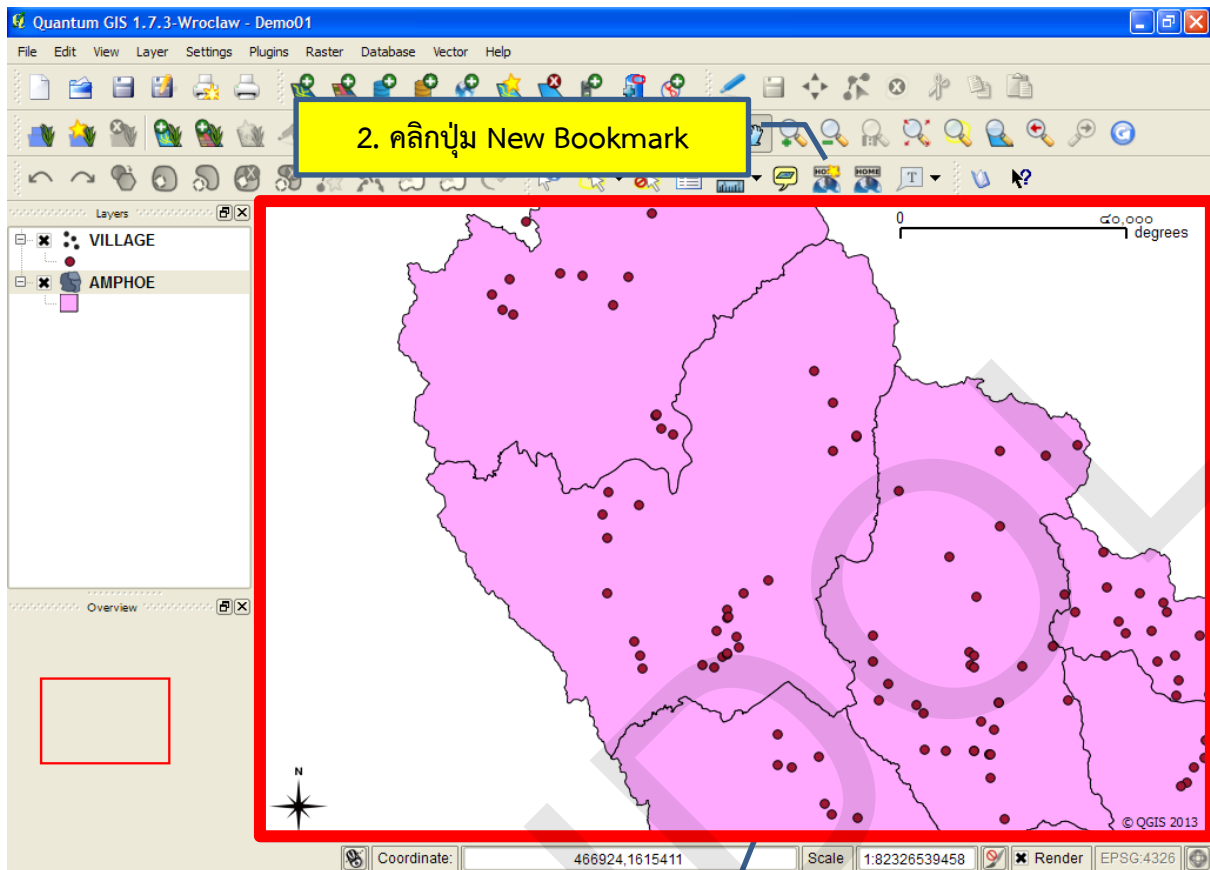 Quantum GIS 1.7.3-Wroclaw - Demo01
File Edit View Layer Settings Plugins Raster Database Vector Help
2. คลิกปุ่ม New Bookmark
HOME
T
Layers
VILLAGE
AMPHOE
0 ๘๐,๐๐๐
degrees
Overview
N
© QGIS 2013
Coordinate: 466924,1615411 Scale 1:82326539458 Render EPSG:4326